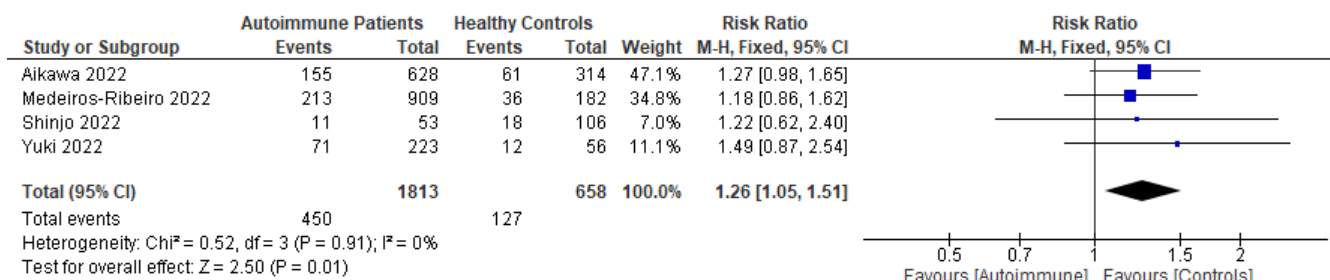 Autoimmune Patients Healthy Controls Risk Ratio Risk Ratio
Study or Subgroup Events Total Events Total Weight M-H, Fixed, 95% CI M-H, Fixed, 95% CI
Aikawa 2022 155 628 61 314 47.1% 1.27 [0.98, 1.65]
Medeiros-Ribeiro 2022 213 909 36 182 34.8% 1.18 [0.86, 1.62]
Shinjo 2022 11 53 18 106 7.0% 1.22 [0.62, 2.40]
Yuki 2022 71 223 12 56 11.1% 1.49 [0.87, 2.54]
Total (95% CI) 1813 658 100.0% 1.26 [1.05, 1.51]
Total events 450 127
Heterogeneity: Chi² = 0.52, df = 3 (P = 0.91); I² = 0%
Test for overall effect: Z = 2.50 (P = 0.01)
0.5 0.7 1 1.5 2
Favours [Autoimmune] Favours [Controls]